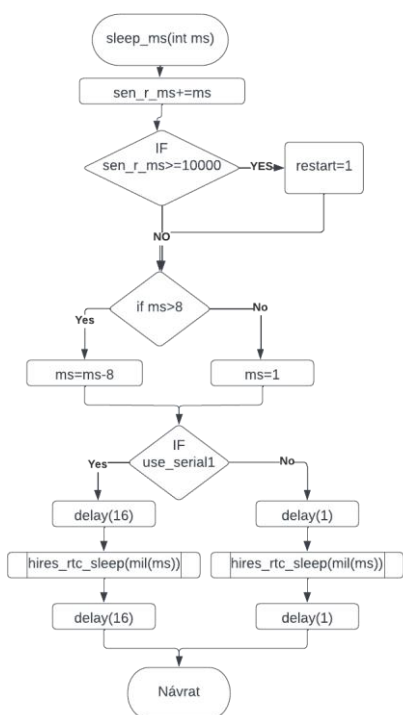 sleep_ms(int ms)
sen_r_ms+=ms
IF
sen_r_ms>=10000
YES
restart=1
NO
if ms>8
Yes
No
ms=ms-8
ms=1
IF
use_serial1
Yes
No
delay(16)
delay(1)
hires_rtc_sleep(mil(ms))
hires_rtc_sleep(mil(ms))
delay(16)
delay(1)
Návrat